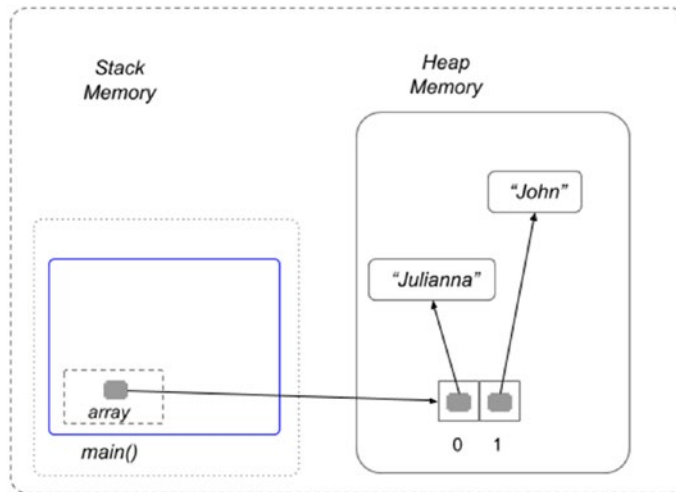 Stack
Memory
Heap
Memory
“John”
“Julianna”
array
main()
0 1